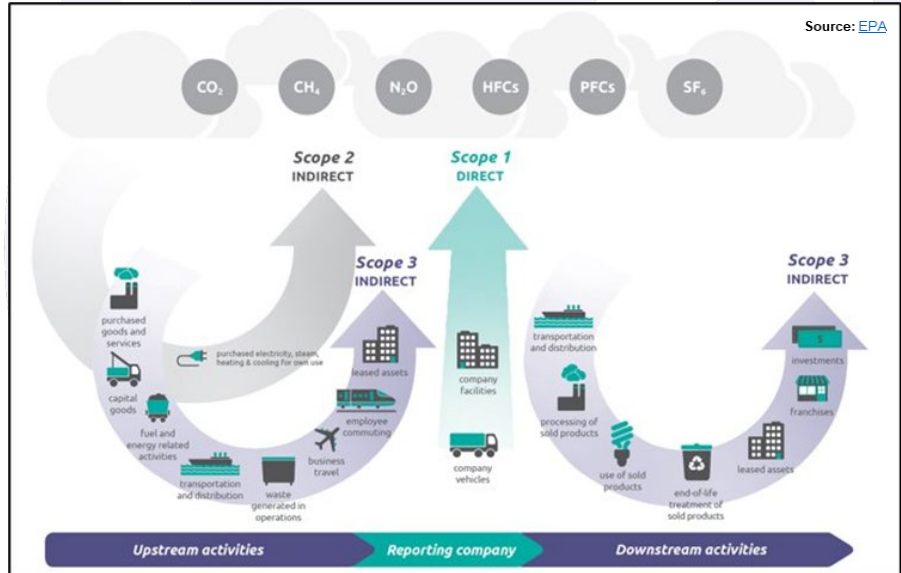 Source: EPA
CO₂
CH₄
N₂O
HFCs
PFCs
SF₆
Scope 2
INDIRECT
Scope 1
DIRECT
Scope 3
INDIRECT
Scope 3
INDIRECT
purchased
goods and
services
capital
goods
fuel and
energy related
activities
transportation
and distribution
waste
generated in
operations
business
travel
employee
commuting
leased assets
purchased electricity, steam,
heating & cooling for own use
company
facilities
company
vehicles
transportation
and distribution
processing of
sold products
use of sold
products
end-of-life
treatment of
sold products
leased assets
franchises
$
investments
Upstream activities
Reporting company
Downstream activities